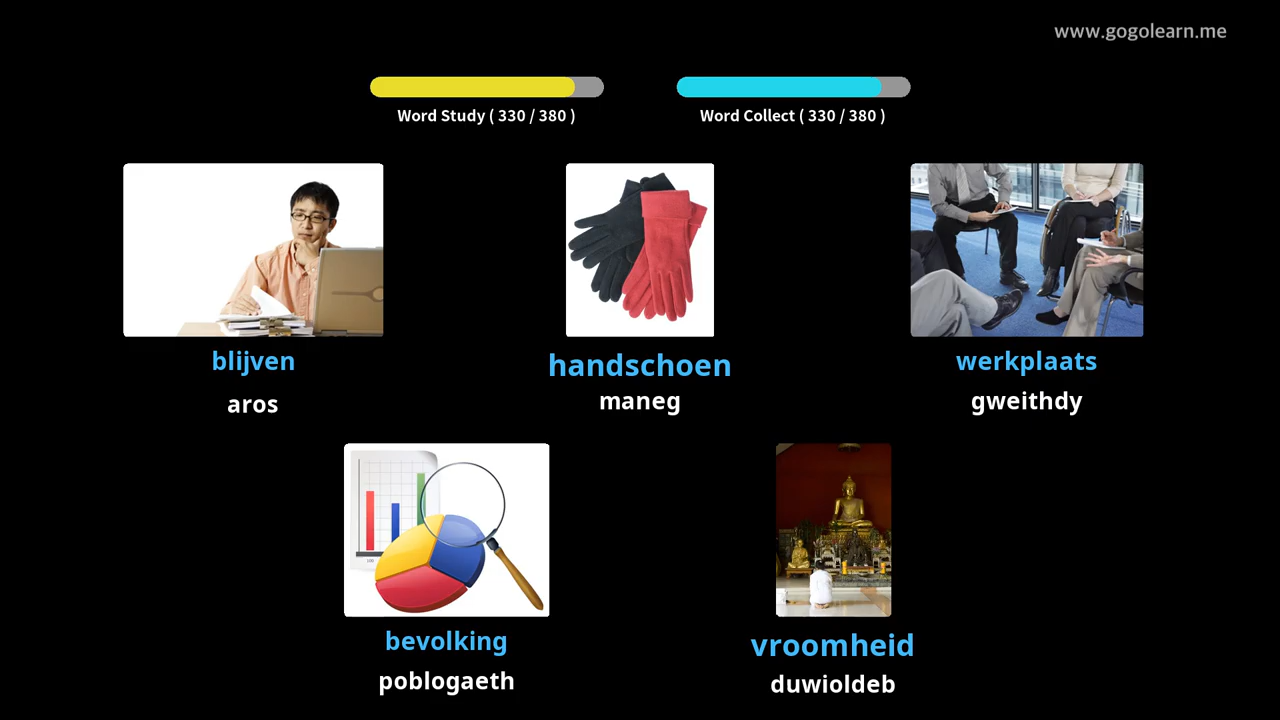 www.gogolearn.me
Word Study ( 330 / 380 )
Word Collect ( 330 / 380 )
blijven
aros
handschoen
maneg
werkplaats
gweithdy
100
bevolking
poblogaeth
vroomheid
duwioldeb